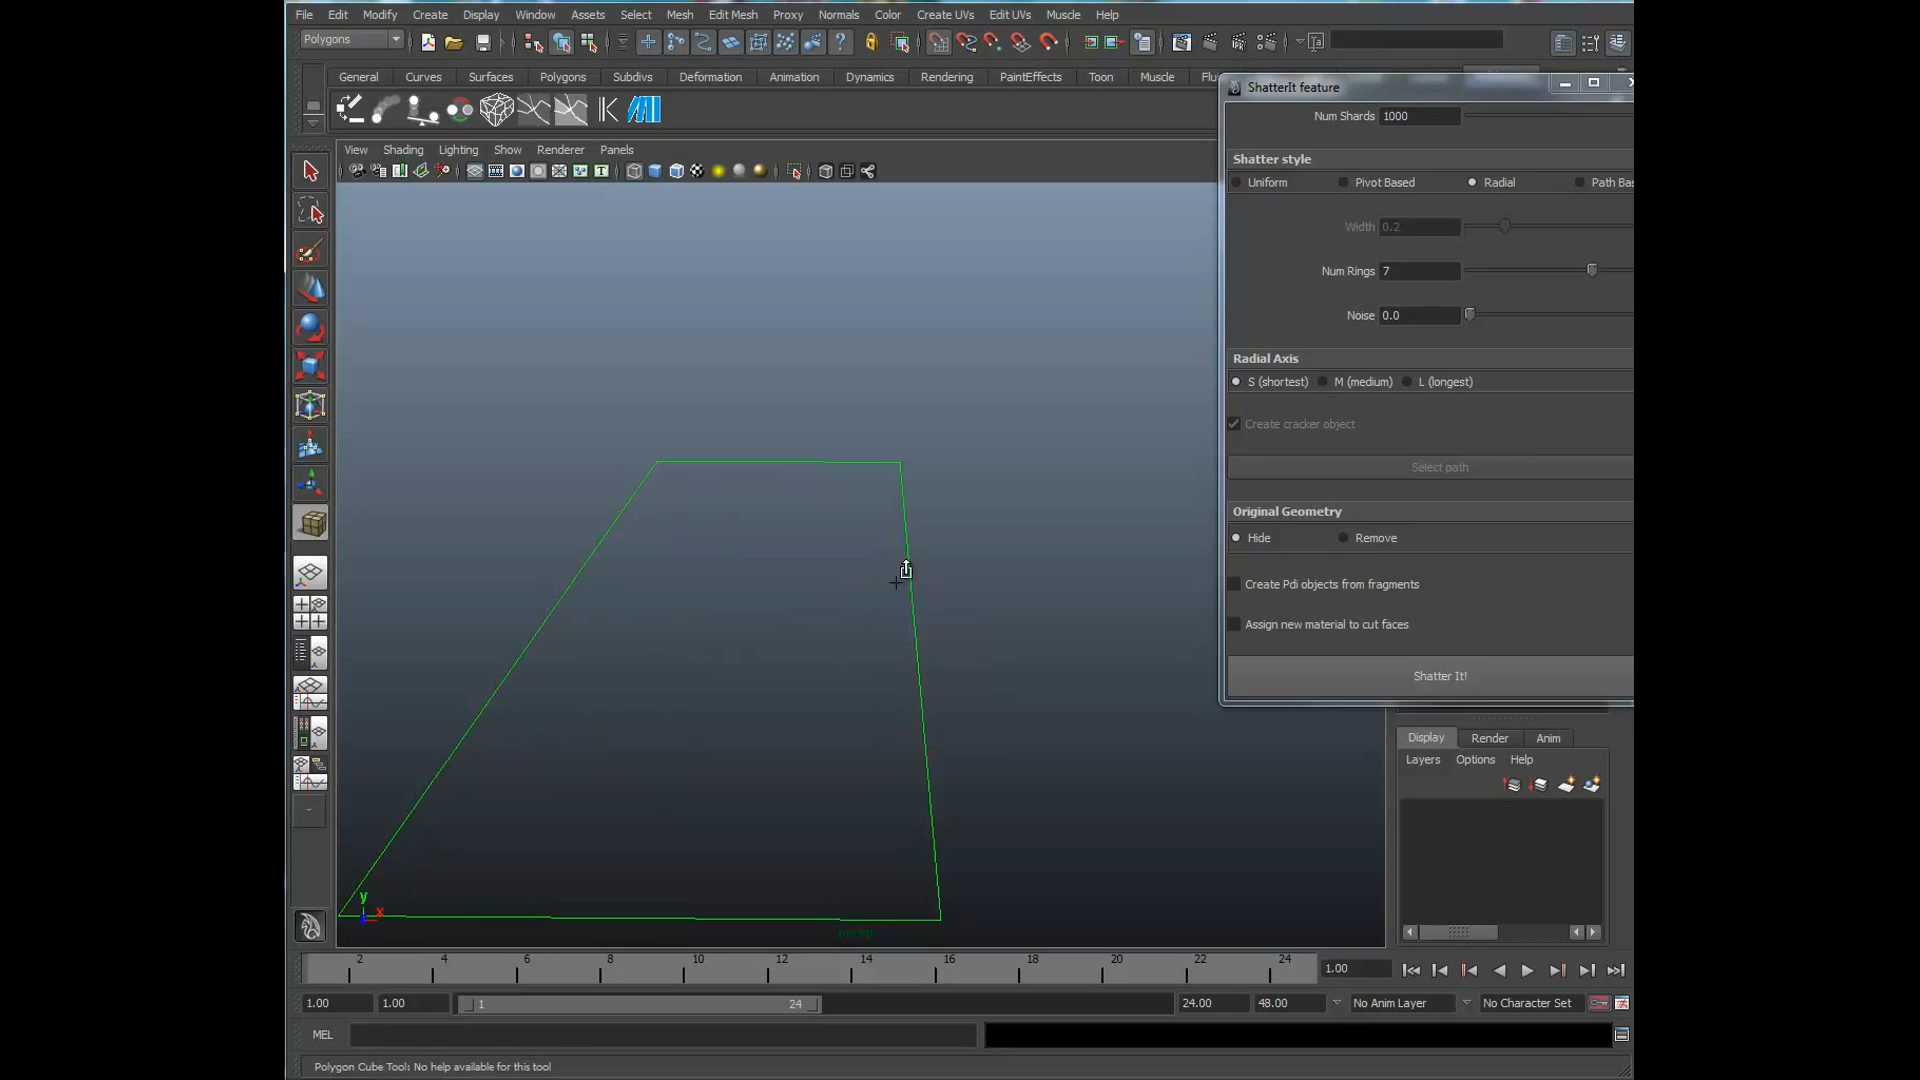 File Edit Modify Create Display Window Assets Select Mesh Edit Mesh Proxy Normals Color Create UVs Edit UVs Muscle Help
Polygons
General Curves Surfaces Polygons Subdivs Deformation Animation Dynamics Rendering PaintEffects Toon Muscle Flu
ShatterIt feature
Num Shards 1000
View Shading Lighting Show Renderer Panels
Shatter style
Uniform Pivot Based Radial Path Bas
Width 0.2
Num Rings 7
Noise 0.0
Radial Axis
S (shortest) M (medium) L (longest)
Create cracker object
Select path
Original Geometry
Hide Remove
Create Pdi objects from fragments
Assign new material to cut faces
Shatter It!
Display Render Anim
Layers Options Help
y
x
persp
2 4 6 8 10 12 14 16 18 20 22 24
1.00
1.00 1.00 1 24 24.00 48.00 No Anim Layer No Character Set
MEL
Polygon Cube Tool: No help available for this tool